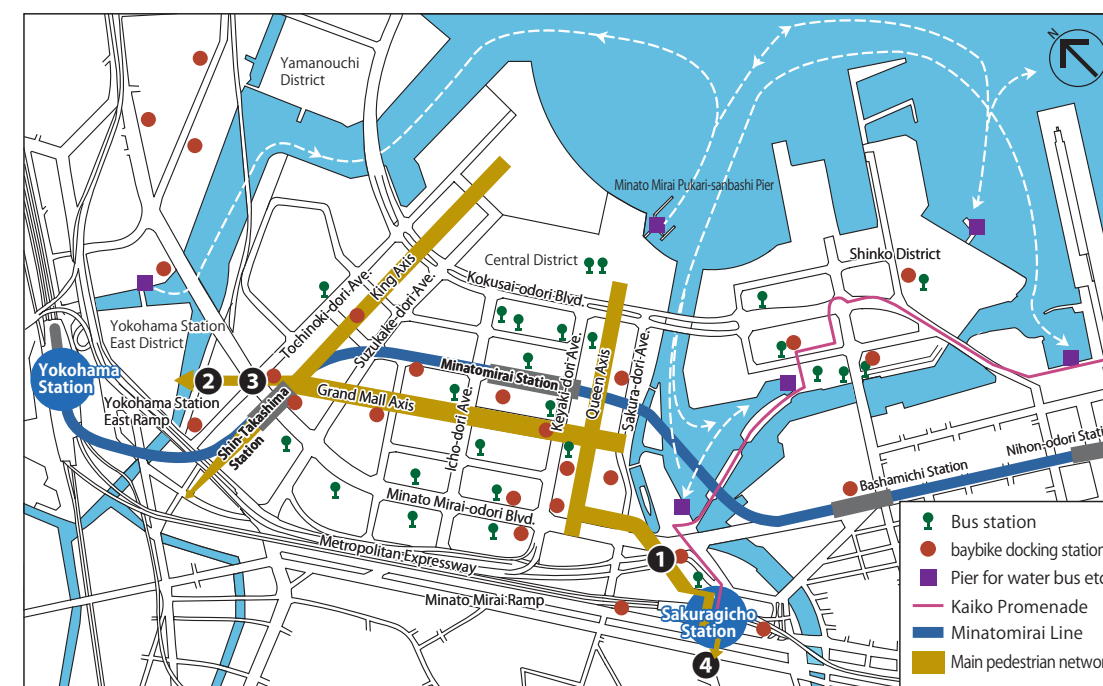 N
Yamanouchi
District
Minato Mirai Pukari-sanbashi Pier
Shinko District
Central District
Kokusai-odori Blvd.
Tochinoki-dori Ave.
King Axis
Suzukake-dori Ave.
Yokohama Station
East District
Yokohama
Station
2
3
Yokohama Station
East Ramp
Shin-Takashima
Station
Grand Mall Axis
Minatomirai Station
Icho-dori Ave.
Keyaki-dori Ave.
Queen Axis
Sakura-dori Ave.
Minato Mirai-odori Blvd.
Metropolitan Expressway
Minato Mirai Ramp
1
Sakuragicho
Station
4
Bashamichi Station
Nihon-odori Stati
Bus station
baybike docking station
Pier for water bus etc
Kaiko Promenade
Minatomirai Line
Main pedestrian networ